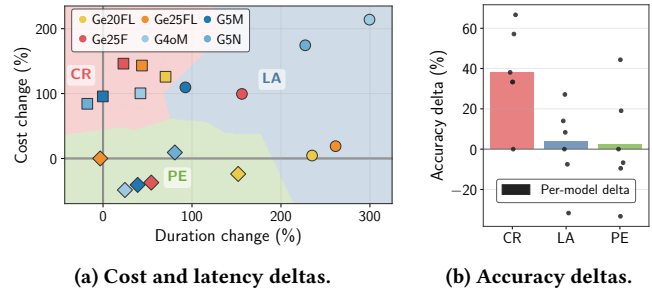 Ge20FL Ge25FL G5M
Ge25F G4oM G5N
CR
LA
PE
Cost change (%)
200
100
0
0 100 200 300
Duration change (%)
(a) Cost and latency deltas.
Accuracy delta (%)
60
40
20
0
−20
Per-model delta
CR LA PE
(b) Accuracy deltas.